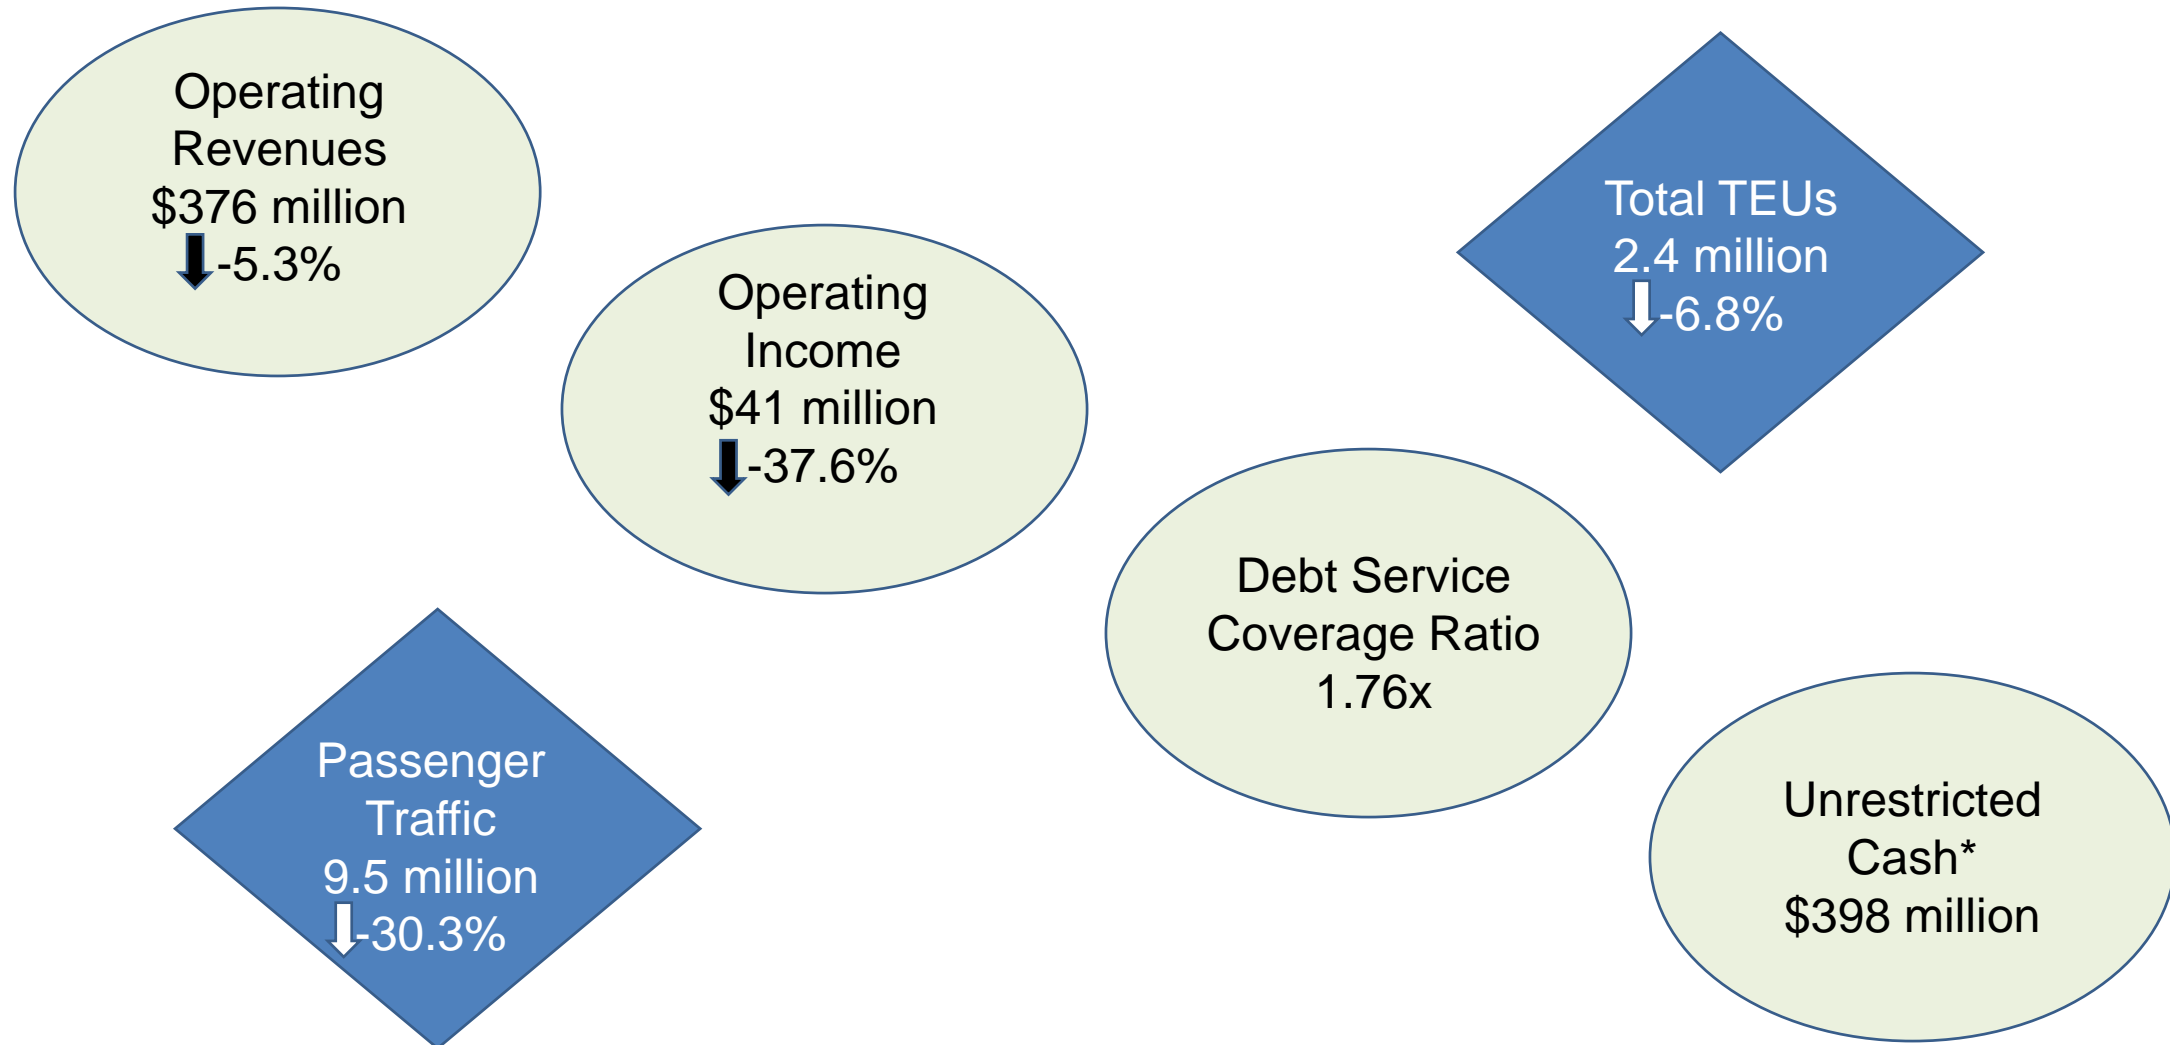 Operating
Revenues
$376 million
-5.3%
Operating
Income
$41 million
-37.6%
Total TEUs
2.4 million
-6.8%
Debt Service
Coverage Ratio
1.76x
Passenger
Traffic
9.5 million
-30.3%
Unrestricted
Cash*
$398 million